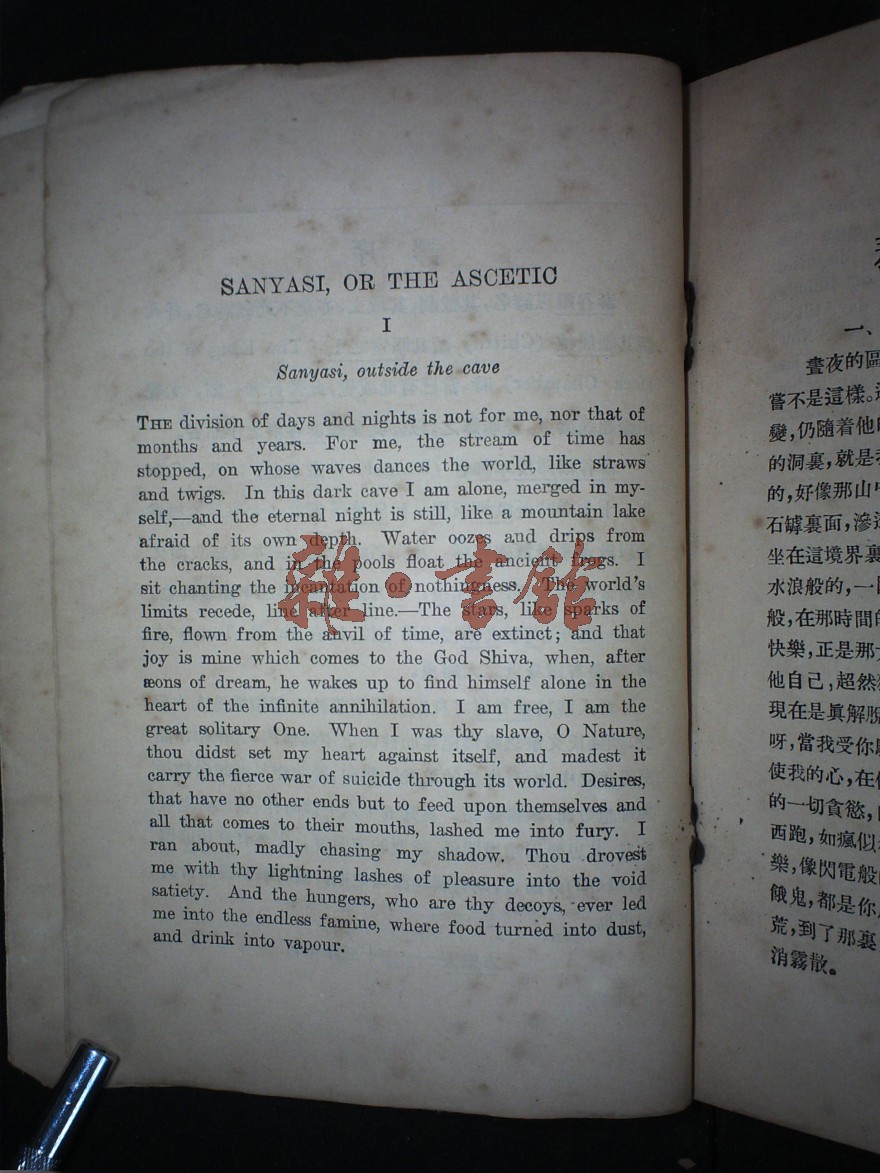 SANYASI, OR THE ASCETIC
I
Sanyasi, outside the cave
THE division of days and nights is not for me, nor that of
months and years. For me, the stream of time has
stopped, on whose waves dances the world, like straws
and twigs. In this dark cave I am alone, merged in my-
self,—and the eternal night is still, like a mountain lake
afraid of its own depth. Water oozes and drips from
the cracks, and in the pools float the ancient frogs. I
sit chanting the incantation of nothingness. The world's
limits recede, line after line.—The stars, like sparks of
fire, flown from the anvil of time, are extinct; and that
joy is mine which comes to the God Shiva, when, after
æons of dream, he wakes up to find himself alone in the
heart of the infinite annihilation. I am free, I am the
great solitary One. When I was thy slave, O Nature,
thou didst set my heart against itself, and madest it
carry the fierce war of suicide through its world. Desires,
that have no other ends but to feed upon themselves and
all that comes to their mouths, lashed me into fury. I
ran about, madly chasing my shadow. Thou drovest
me with thy lightning lashes of pleasure into the void
satiety. And the hungers, who are thy decoys, ever led
me into the endless famine, where food turned into dust,
and drink into vapour.
雜·書館
一、
晝夜的區
嘗不是這樣。
變,仍隨着他
的洞裏,就是
的,好像那山
石罅裏面,滲
坐在這境界裏
水浪般的,一
般,在那時間的
快樂,正是那
他自己,超然
現在是眞解脫
呀,當我受你
使我的心,在
的一切貪慾,
西跑,如瘋似
樂,像閃電般
餓鬼,都是你
荒,到了那裏
消霧散。